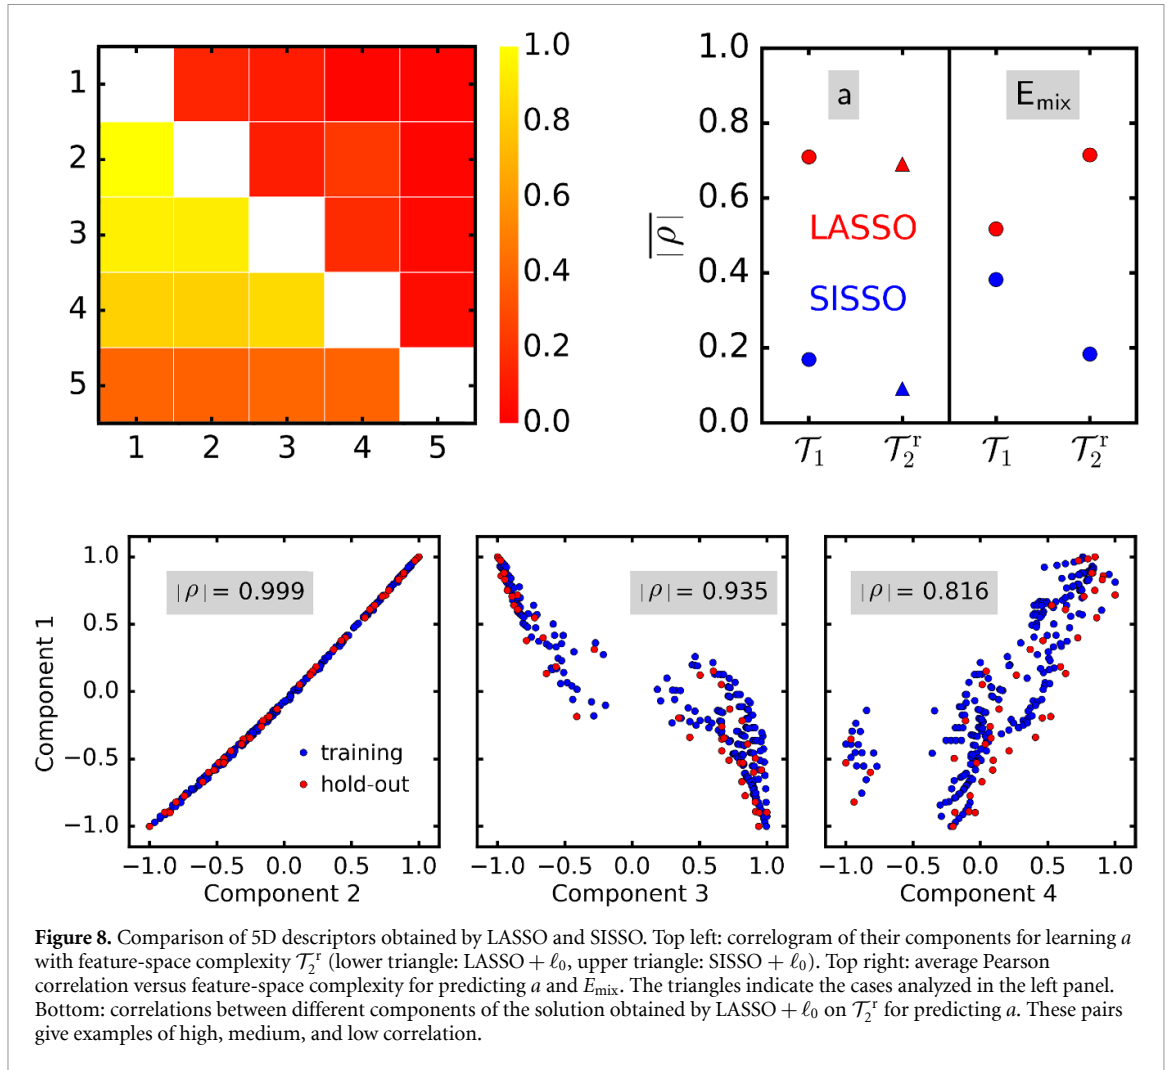 1
2
3
4
5
1 2 3 4 5
1.0
0.8
0.6
0.4
0.2
0.0
|ρ|
1.0
0.8
0.6
0.4
0.2
0.0
a
E_mix
LASSO
SISSO
𝒯₁ 𝒯₂ʳ 𝒯₁ 𝒯₂ʳ
Component 1
1.0
0.5
0.0
−0.5
−1.0
|ρ| = 0.999
training
hold-out
−1.0 −0.5 0.0 0.5 1.0
Component 2
|ρ| = 0.935
−1.0 −0.5 0.0 0.5 1.0
Component 3
|ρ| = 0.816
−1.0 −0.5 0.0 0.5 1.0
Component 4
Figure 8. Comparison of 5D descriptors obtained by LASSO and SISSO. Top left: correlogram of their components for learning a
with feature-space complexity 𝒯₂ʳ (lower triangle: LASSO + ℓ₀, upper triangle: SISSO + ℓ₀). Top right: average Pearson
correlation versus feature-space complexity for predicting a and E_mix. The triangles indicate the cases analyzed in the left panel.
Bottom: correlations between different components of the solution obtained by LASSO + ℓ₀ on 𝒯₂ʳ for predicting a. These pairs
give examples of high, medium, and low correlation.